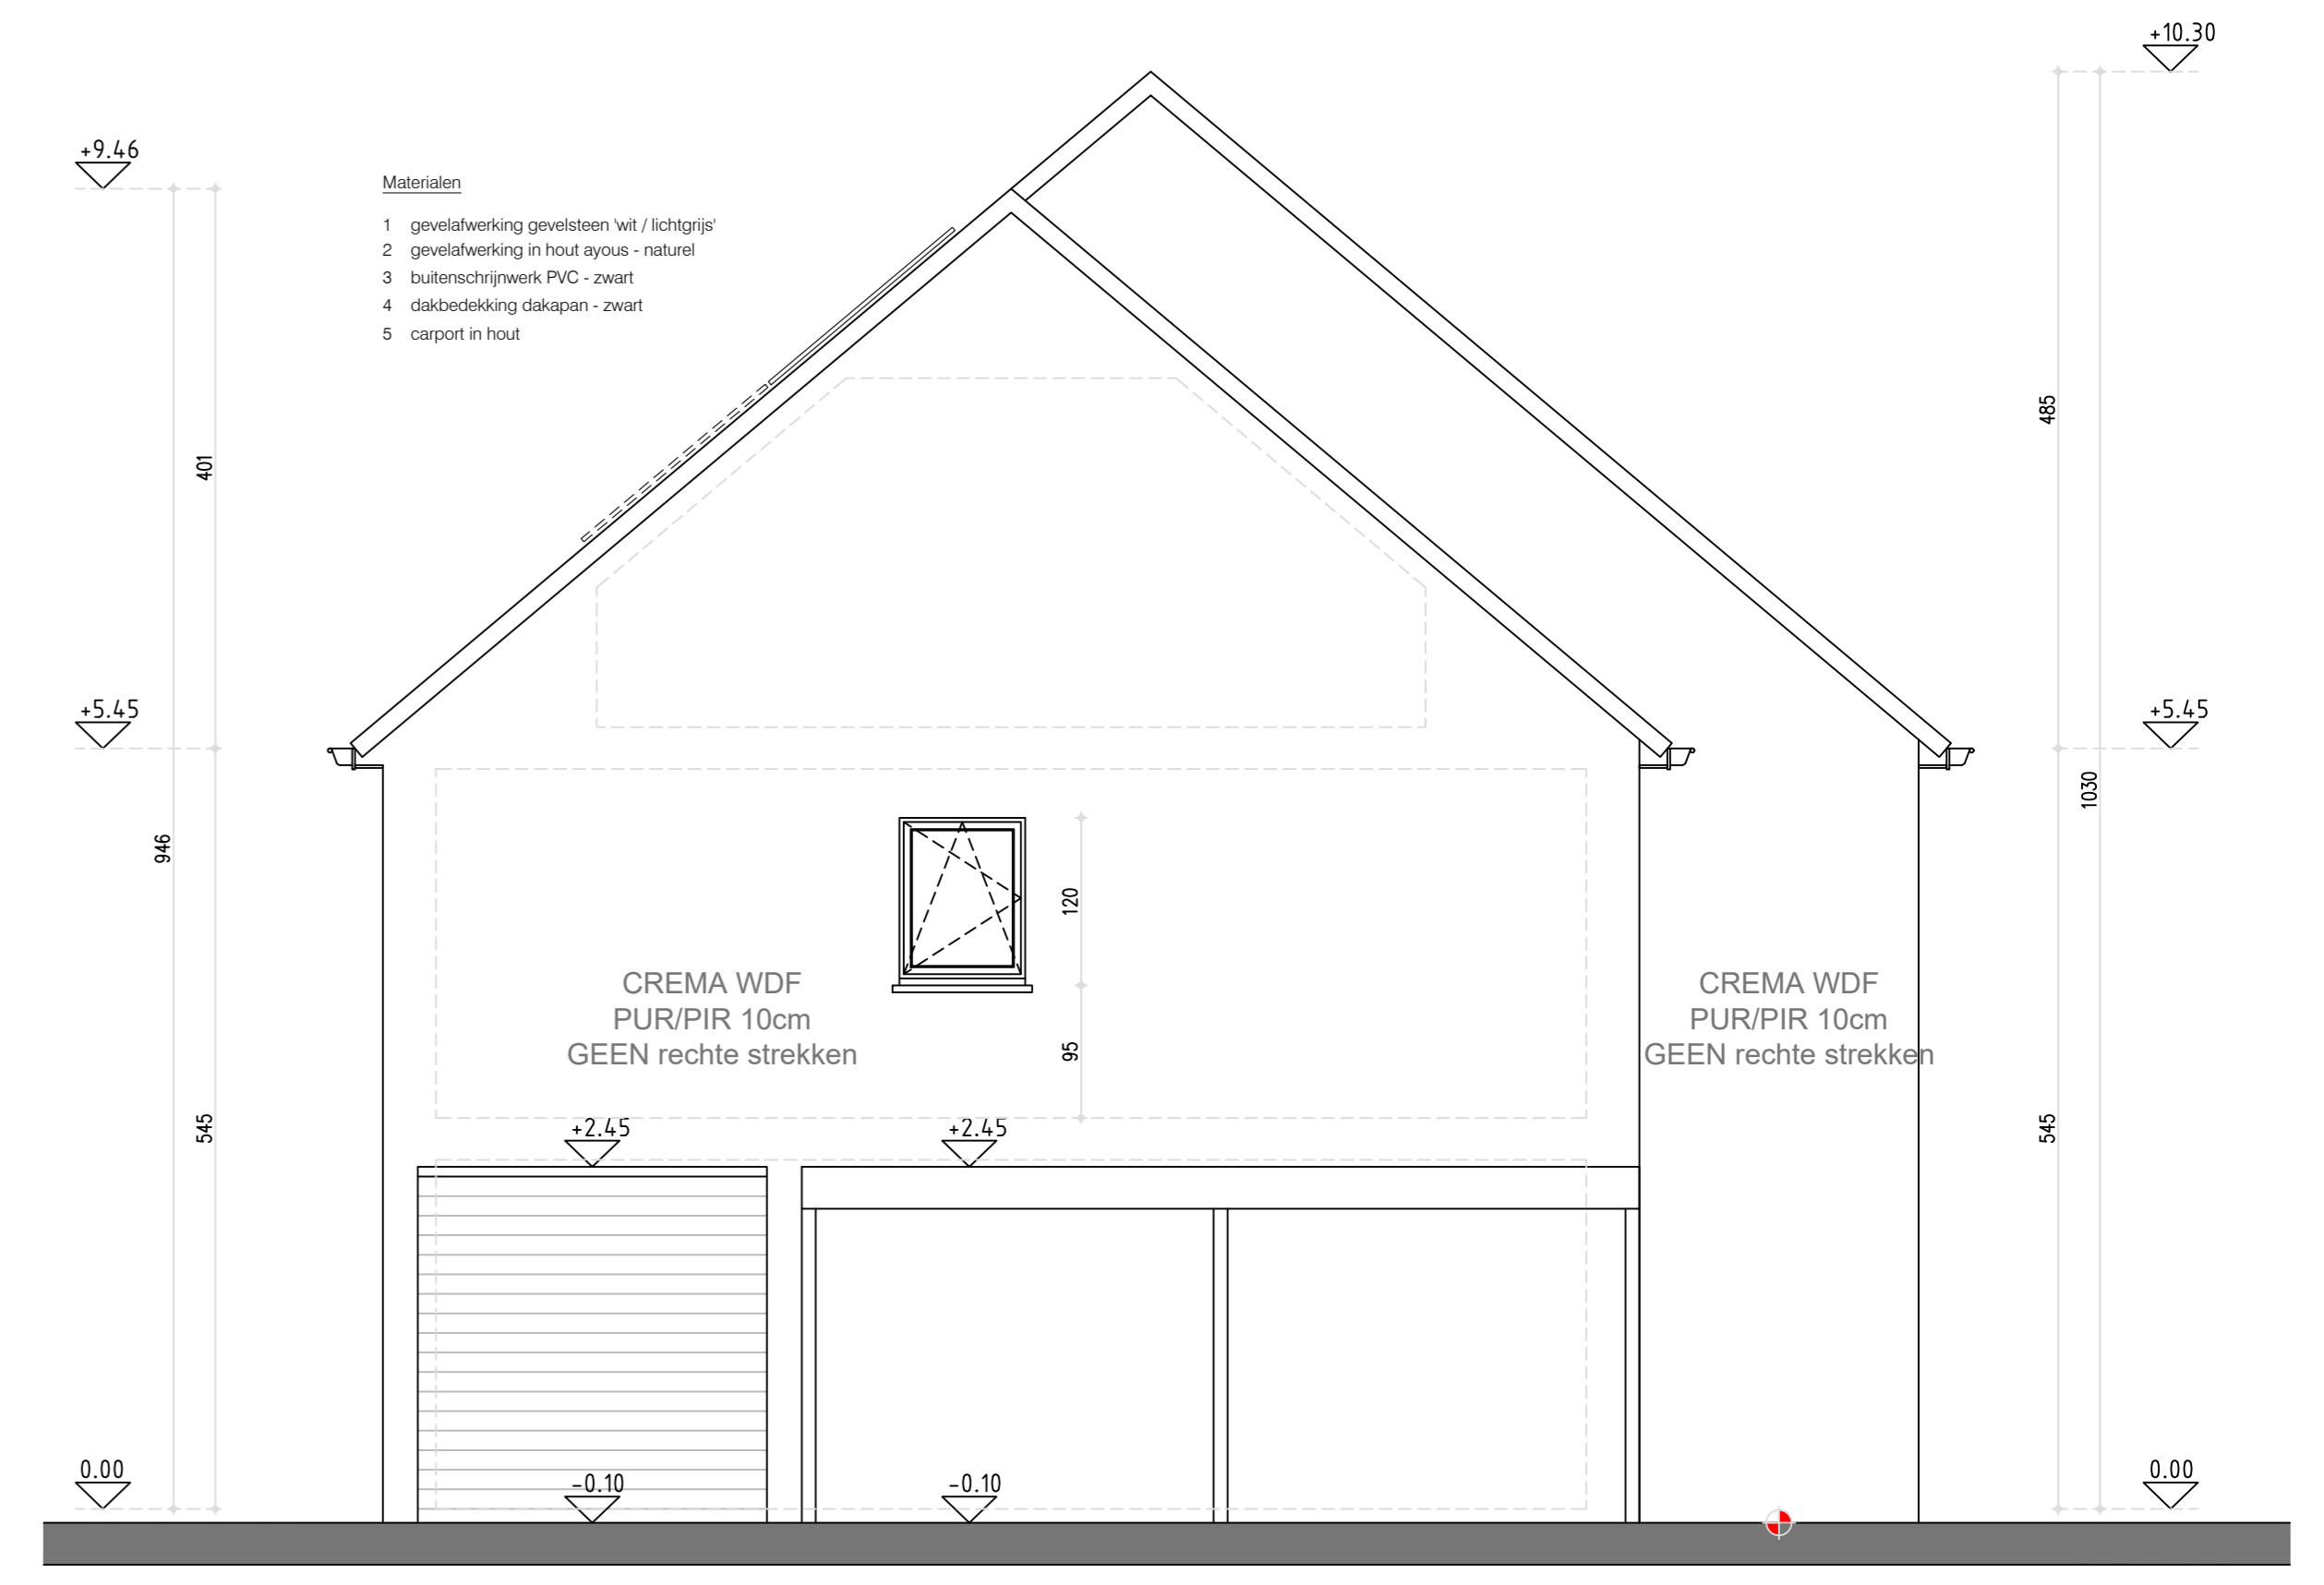 +10.30
+9.46
Materialen
1 gevelafwerking gevelsteen 'wit / lichtgrijs'
2 gevelafwerking in hout ayous - naturel
3 buitenschrijnwerk PVC - zwart
4 dakbedekking dakapan - zwart
5 carport in hout
485
401
+5.45
+5.45
1030
946
120
CREMA WDF
PUR/PIR 10cm
GEEN rechte strekken
CREMA WDF
PUR/PIR 10cm
GEEN rechte strekken
95
545
+2.45
+2.45
545
0.00
-0.10
-0.10
0.00